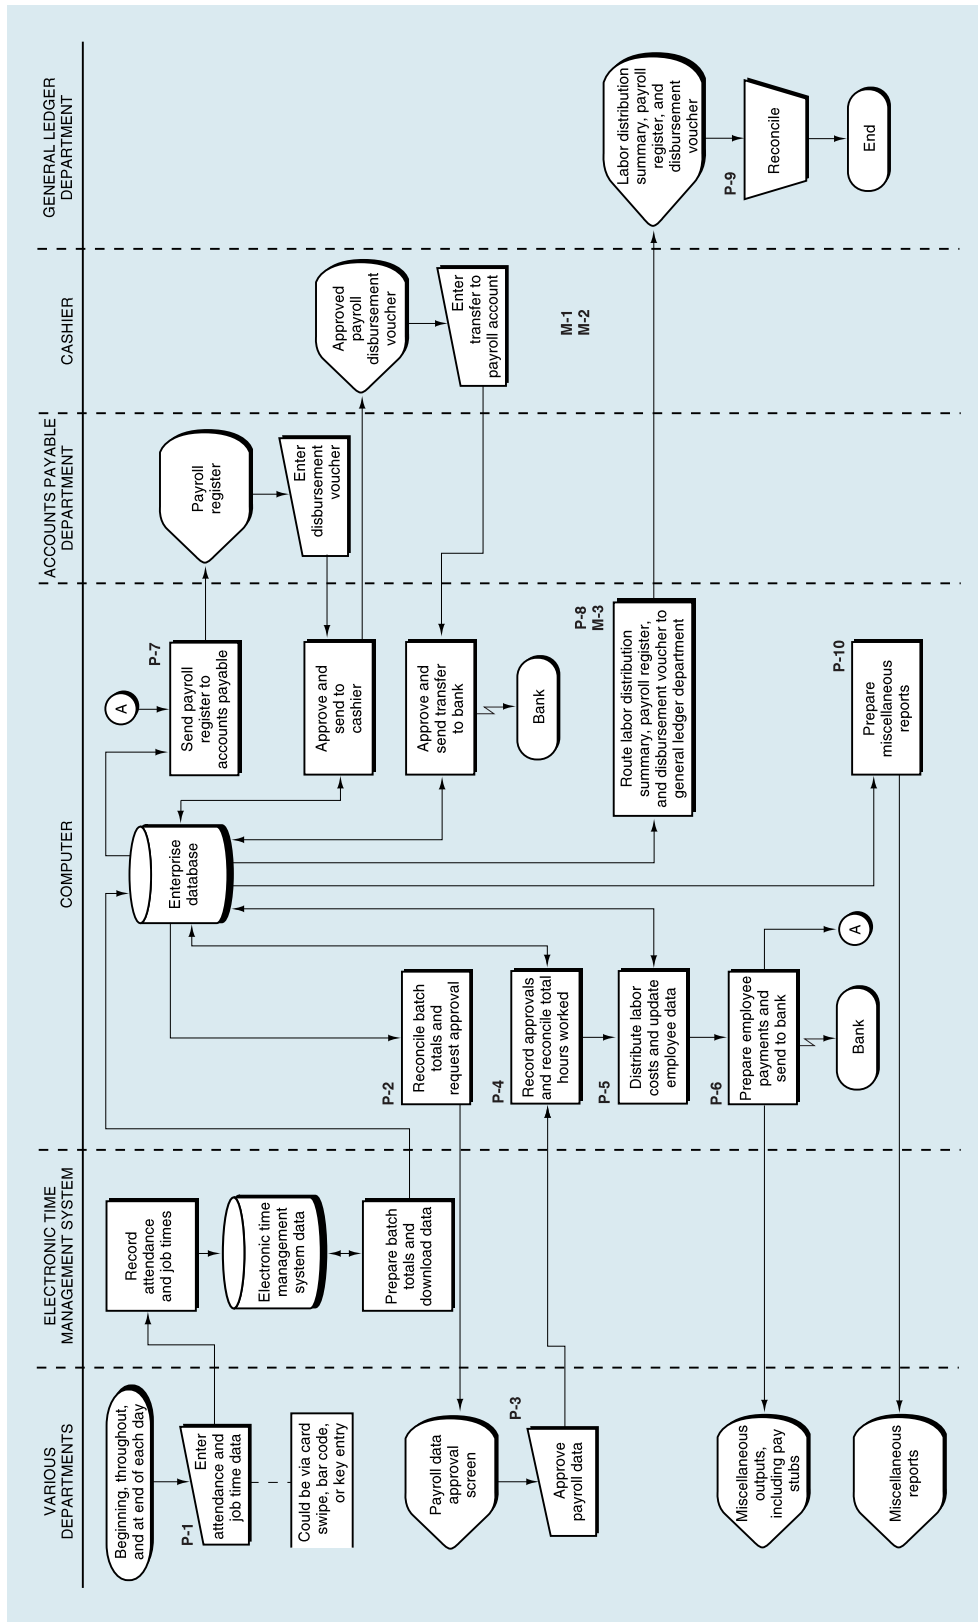 VARIOUS
DEPARTMENTS
ELECTRONIC TIME
MANAGEMENT SYSTEM
COMPUTER
ACCOUNTS PAYABLE
DEPARTMENT
CASHIER
GENERAL LEDGER
DEPARTMENT
Beginning, throughout,
and at end of each day
P-1
Enter
attendance and
job time data
Could be via card
swipe, bar code,
or key entry
Record
attendance
and job times
Electronic time
management
system data
Prepare batch
totals and
download data
Enterprise
database
P-2
Reconcile batch
totals and
request approval
Payroll data
approval
screen
P-3
Approve
payroll data
P-4
Record approvals
and reconcile total
hours worked
P-5
Distribute labor
costs and update
employee data
P-6
Prepare employee
payments and
send to bank
Bank
A
Miscellaneous
outputs,
including pay
stubs
A
P-7
Send payroll
register to
accounts payable
Payroll
register
Enter
disbursement
voucher
Approve and
send to
cashier
Approved
payroll
disbursement
voucher
Enter
transfer to
payroll account
Approve and
send transfer
to bank
Bank
M-1
M-2
P-8
M-3
Route labor distribution
summary, payroll register,
and disbursement voucher to
general ledger department
Labor distribution
summary, payroll
register, and
disbursement
voucher
P-9
Reconcile
End
P-10
Prepare
miscellaneous
reports
Miscellaneous
reports